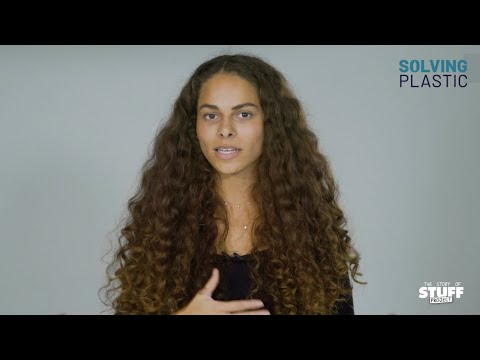 SOLVING
PLASTIC
THE STORY OF
STUFF
PROJECT